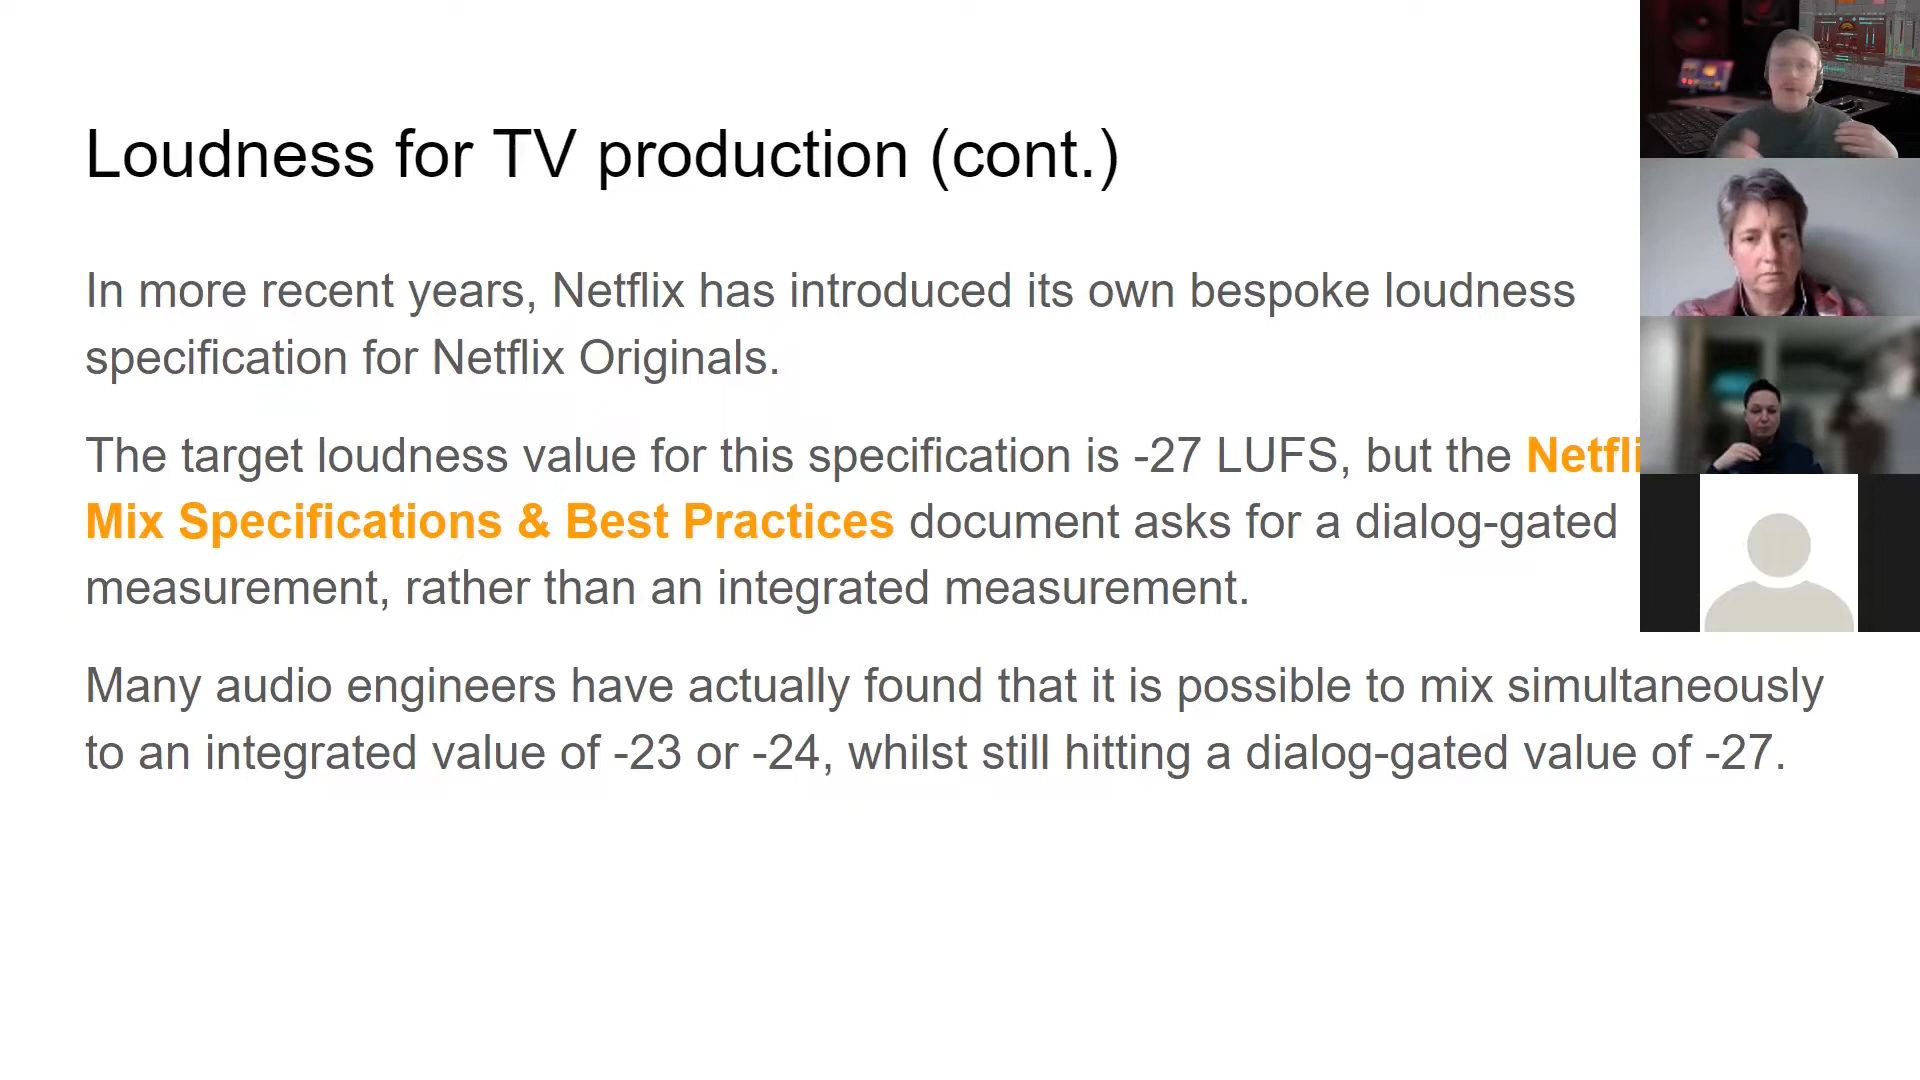 Loudness for TV production (cont.)
In more recent years, Netflix has introduced its own bespoke loudness
specification for Netflix Originals.
The target loudness value for this specification is -27 LUFS, but the Netfli
Mix Specifications & Best Practices document asks for a dialog-gated
measurement, rather than an integrated measurement.
Many audio engineers have actually found that it is possible to mix simultaneously
to an integrated value of -23 or -24, whilst still hitting a dialog-gated value of -27.